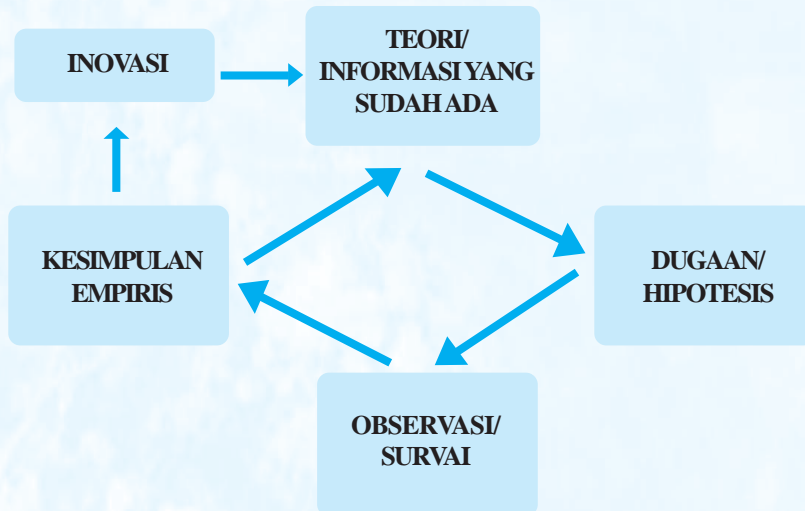 INOVASI
TEORI/
INFORMASI YANG
SUDAH ADA
KESIMPULAN
EMPIRIS
DUGAAN/
HIPOTESIS
OBSERVASI/
SURVAI